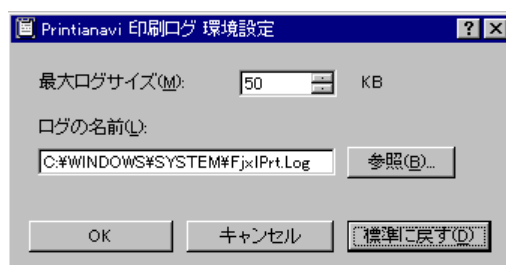 Printianavi 印刷ログ 環境設定
最大ログサイズ(M): 50 KB
ログの名前(L):
C:¥WINDOWS¥SYSTEM¥FjxlPrt.Log 参照(B)...
OK キャンセル 標準に戻す(D)